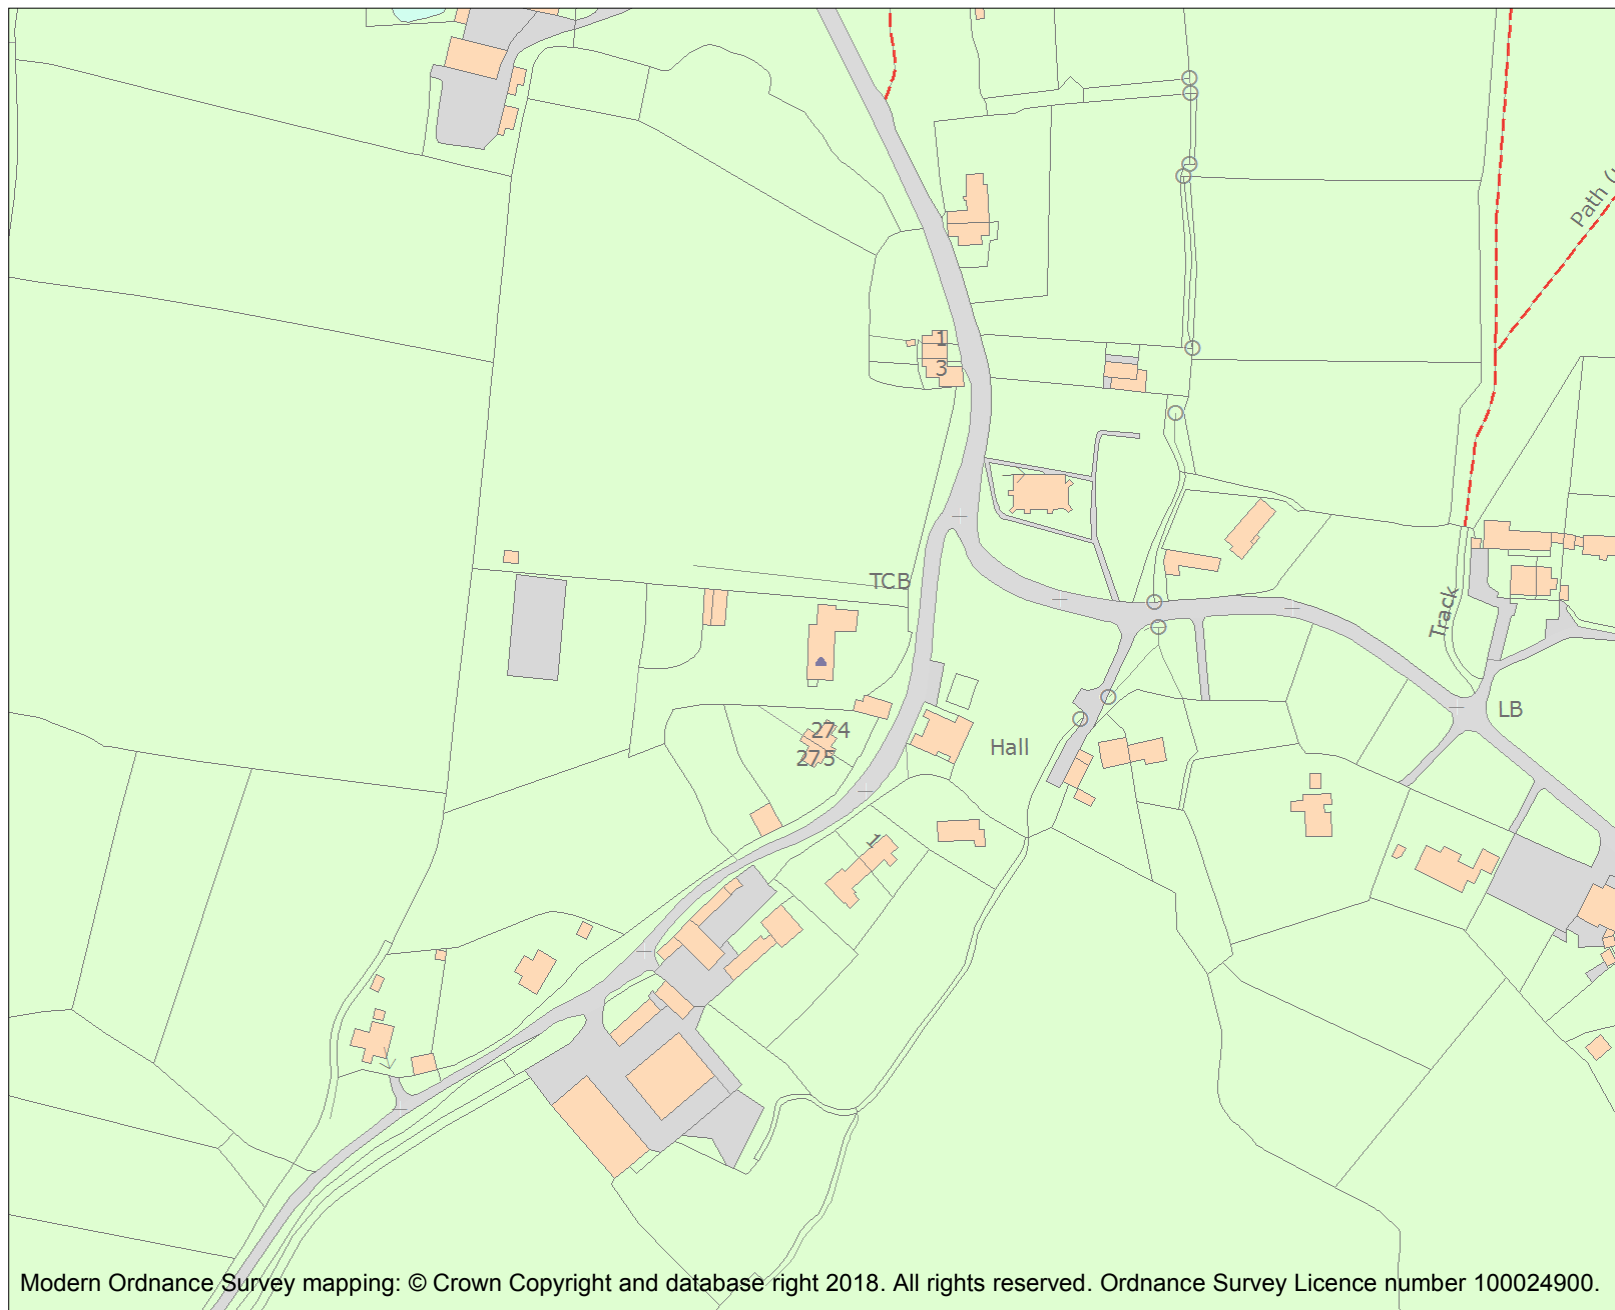 Path (
1
3
TCB
Track
LB
274
Hall
275
1
Modern Ordnance Survey mapping: © Crown Copyright and database right 2018. All rights reserved. Ordnance Survey Licence number 100024900.